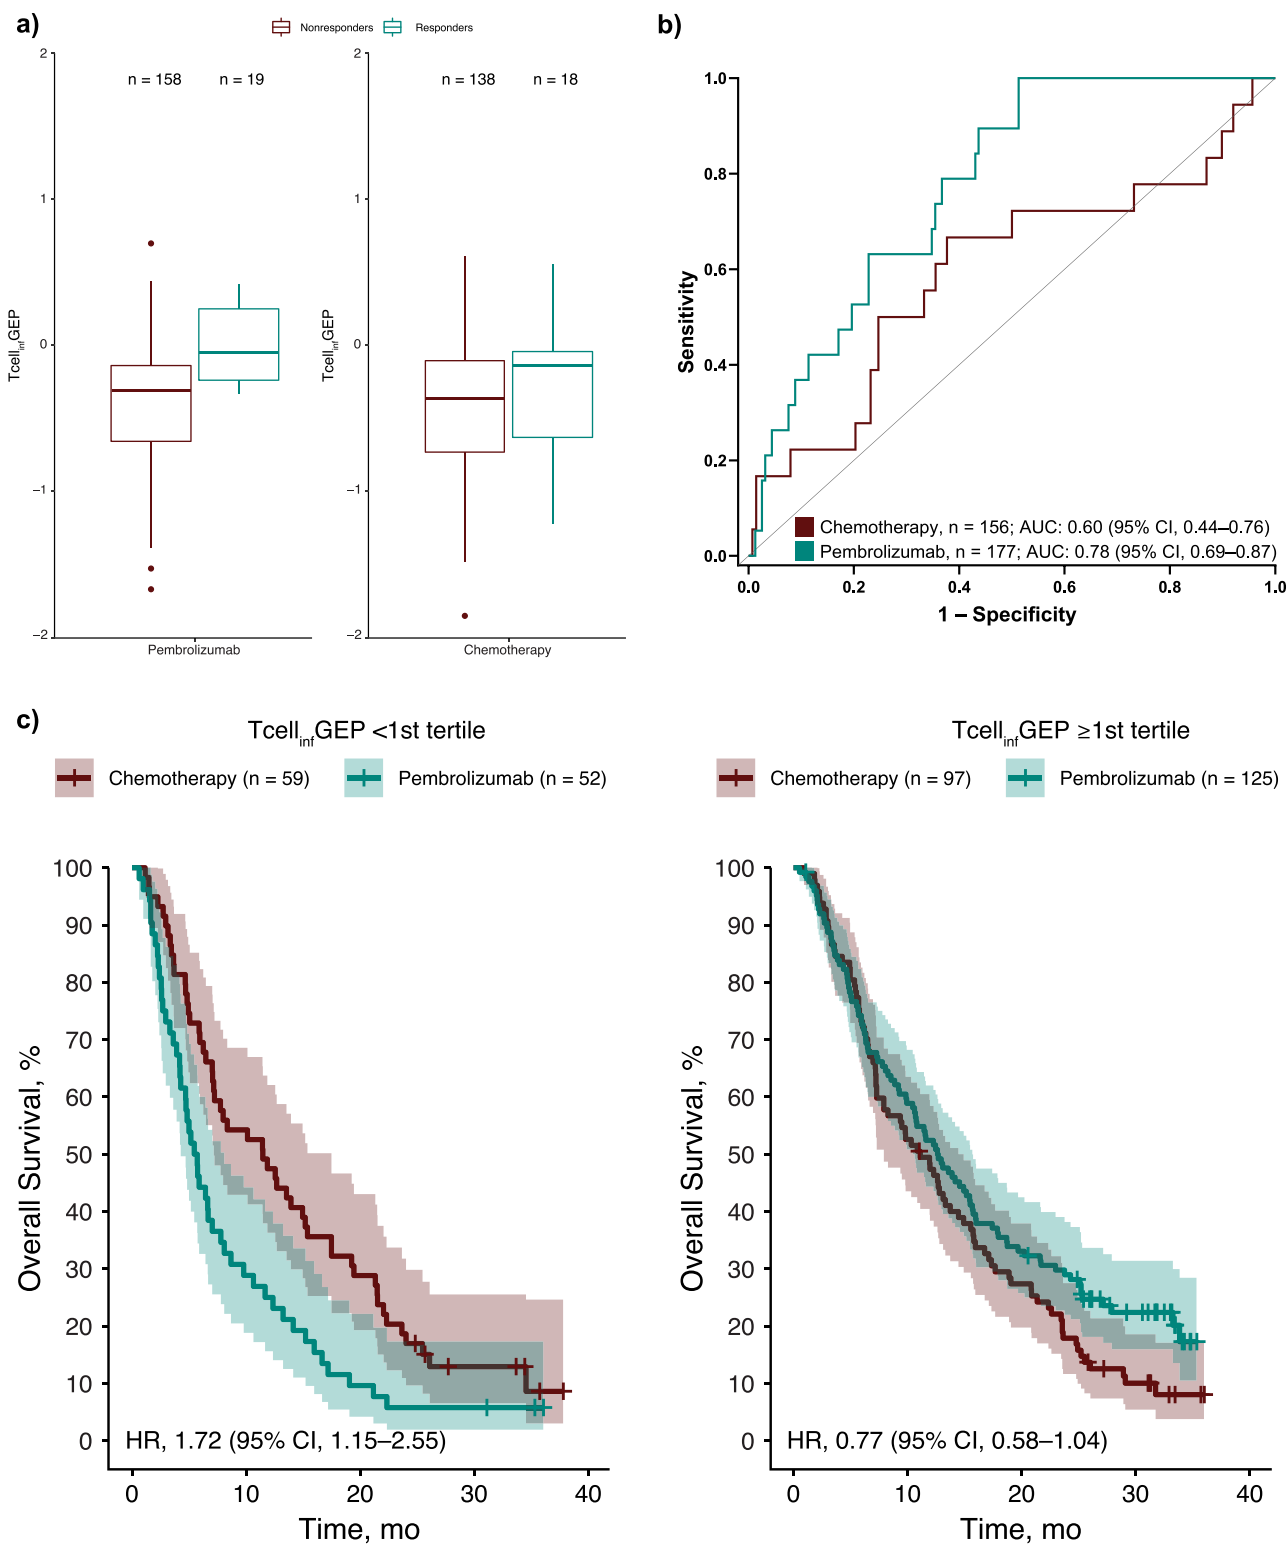 a)
Nonresponders Responders
2
1
0
−1
−2
Tcell_inf GEP
n = 158 n = 19
Pembrolizumab
2
1
0
−1
−2
Tcell_inf GEP
n = 138 n = 18
Chemotherapy
b)
1.0
0.8
0.6
0.4
0.2
0.0
Sensitivity
Chemotherapy, n = 156; AUC: 0.60 (95% CI, 0.44–0.76)
Pembrolizumab, n = 177; AUC: 0.78 (95% CI, 0.69–0.87)
0.0 0.2 0.4 0.6 0.8 1.0
1 – Specificity
c)
Tcell_inf GEP <1st tertile
Chemotherapy (n = 59) Pembrolizumab (n = 52)
100
90
80
70
60
50
40
30
20
10
0
Overall Survival, %
HR, 1.72 (95% CI, 1.15–2.55)
0 10 20 30 40
Time, mo
Tcell_inf GEP ≥1st tertile
Chemotherapy (n = 97) Pembrolizumab (n = 125)
100
90
80
70
60
50
40
30
20
10
0
Overall Survival, %
HR, 0.77 (95% CI, 0.58–1.04)
0 10 20 30 40
Time, mo